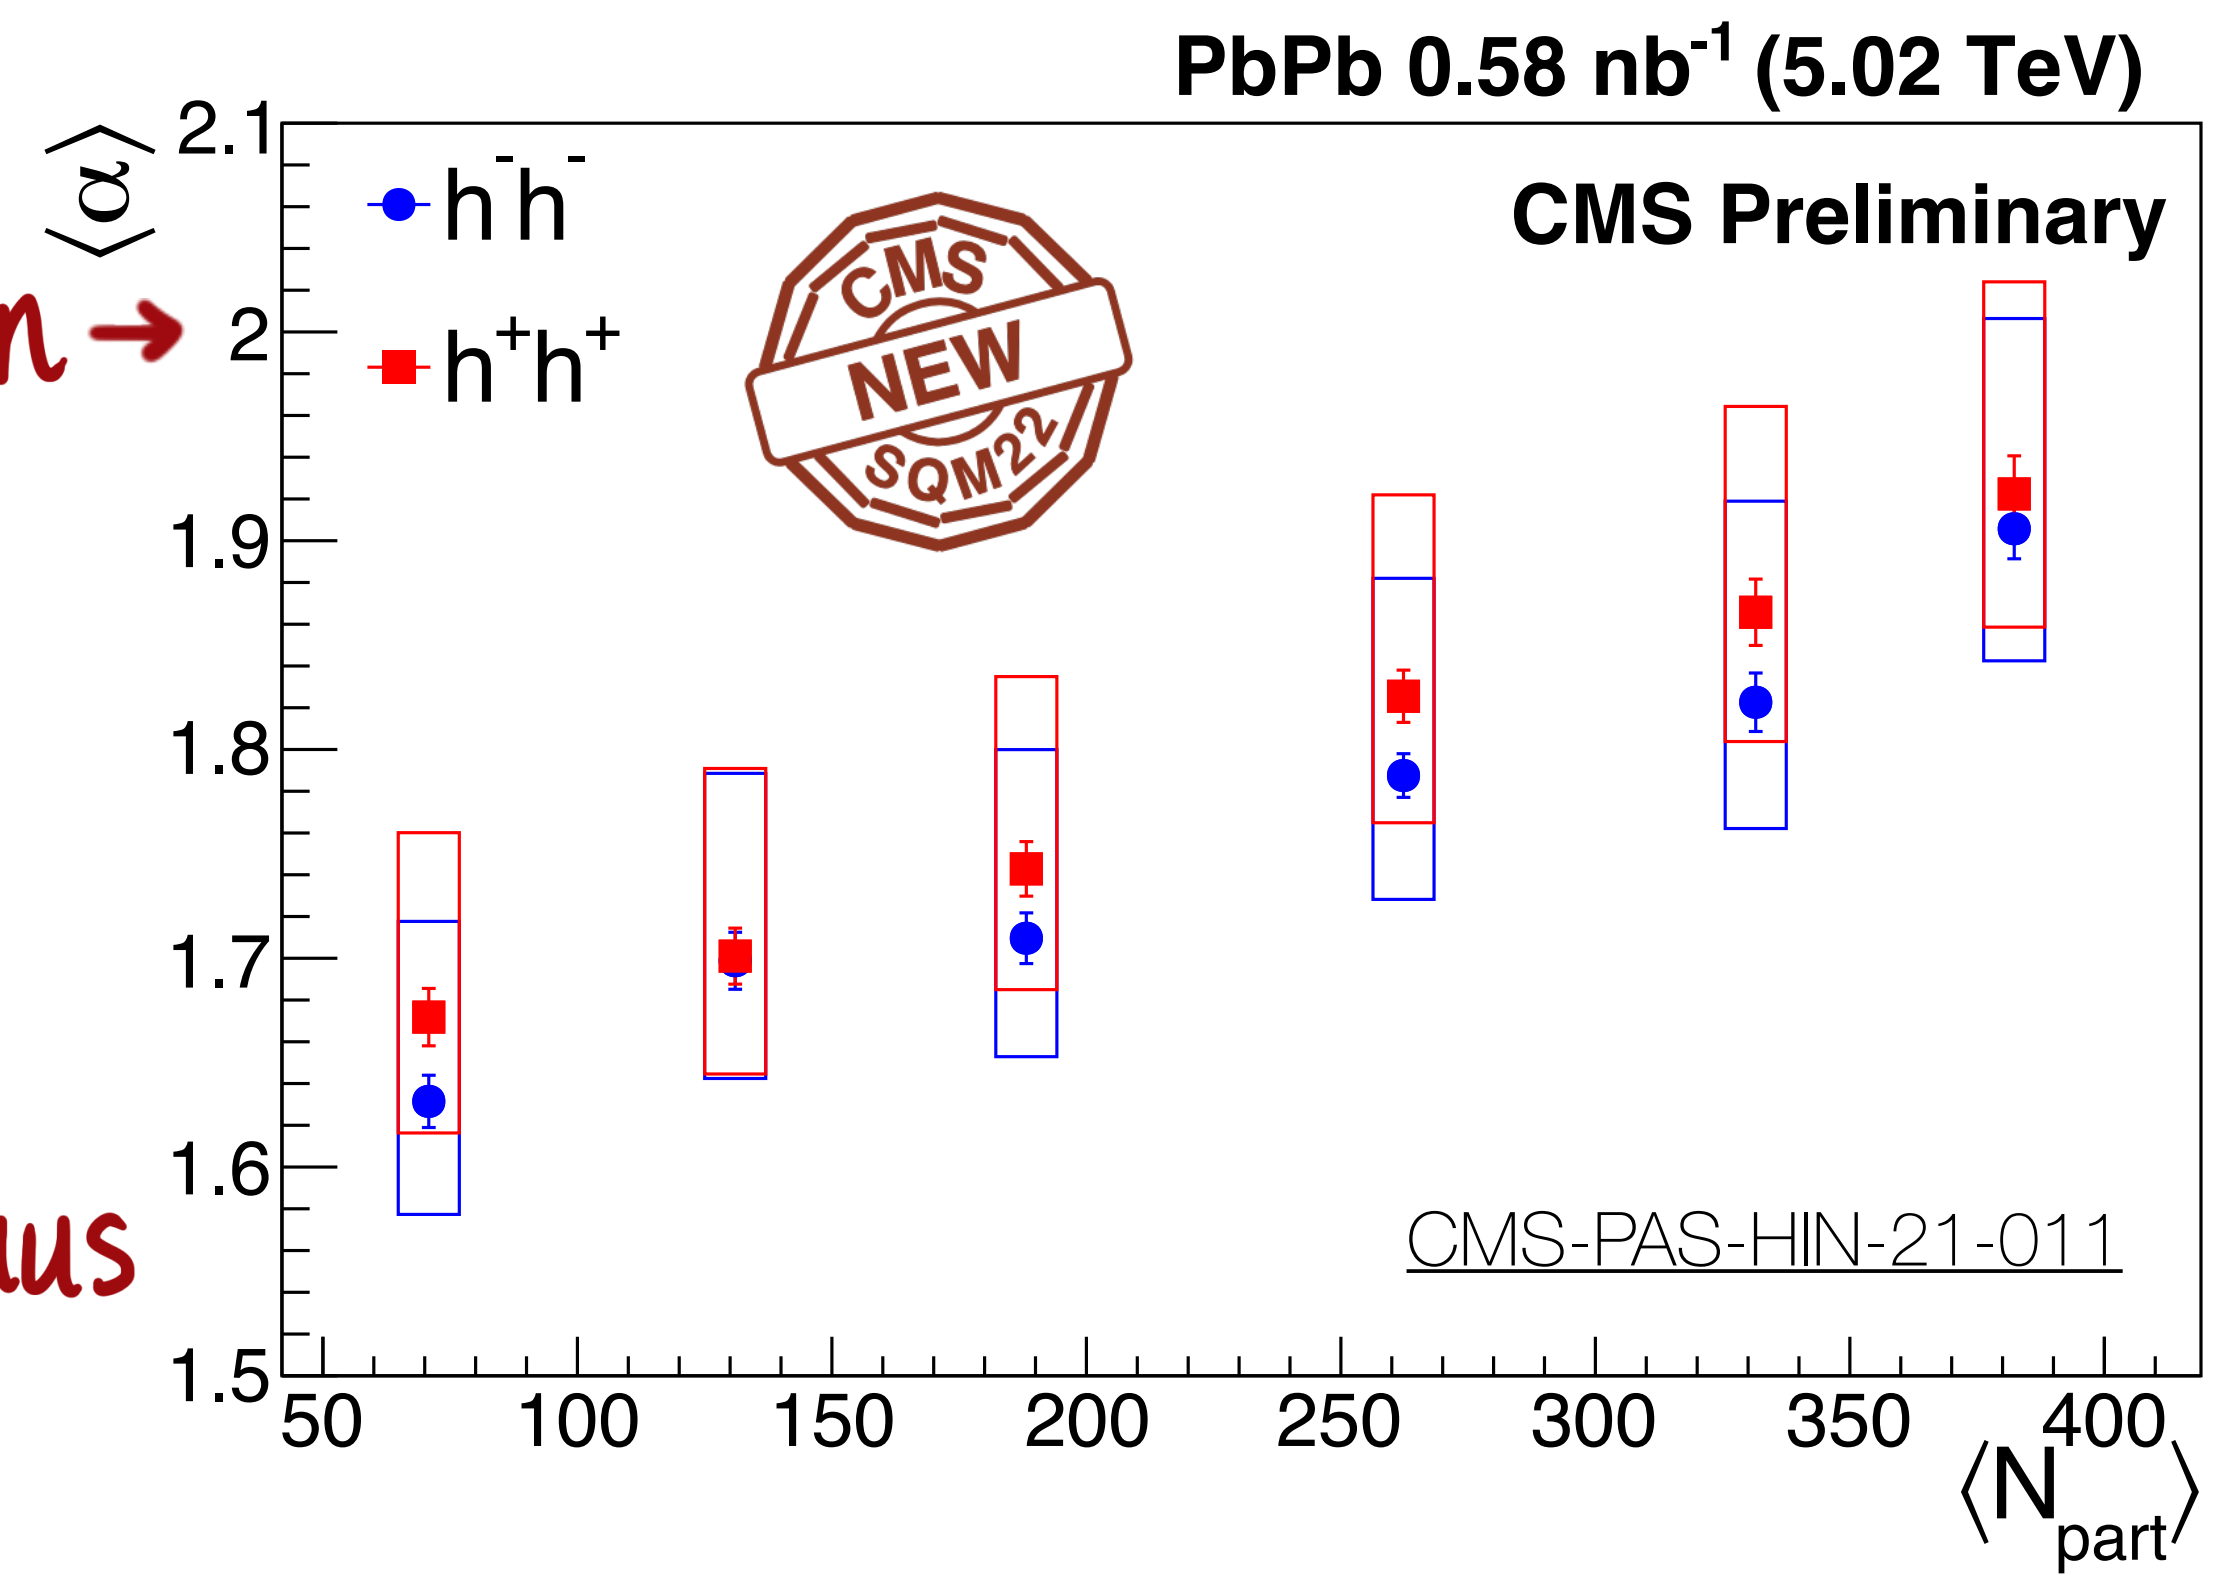 PbPb 0.58 nb-1 (5.02 TeV)
⟨α⟩
2.1
h-h-
CMS Preliminary
CMS
NEW
SQM22
n →
2
h+h+
1.9
1.8
1.7
1.6
us
CMS-PAS-HIN-21-011
1.5
50 100 150 200 250 300 350 400
⟨Npart⟩